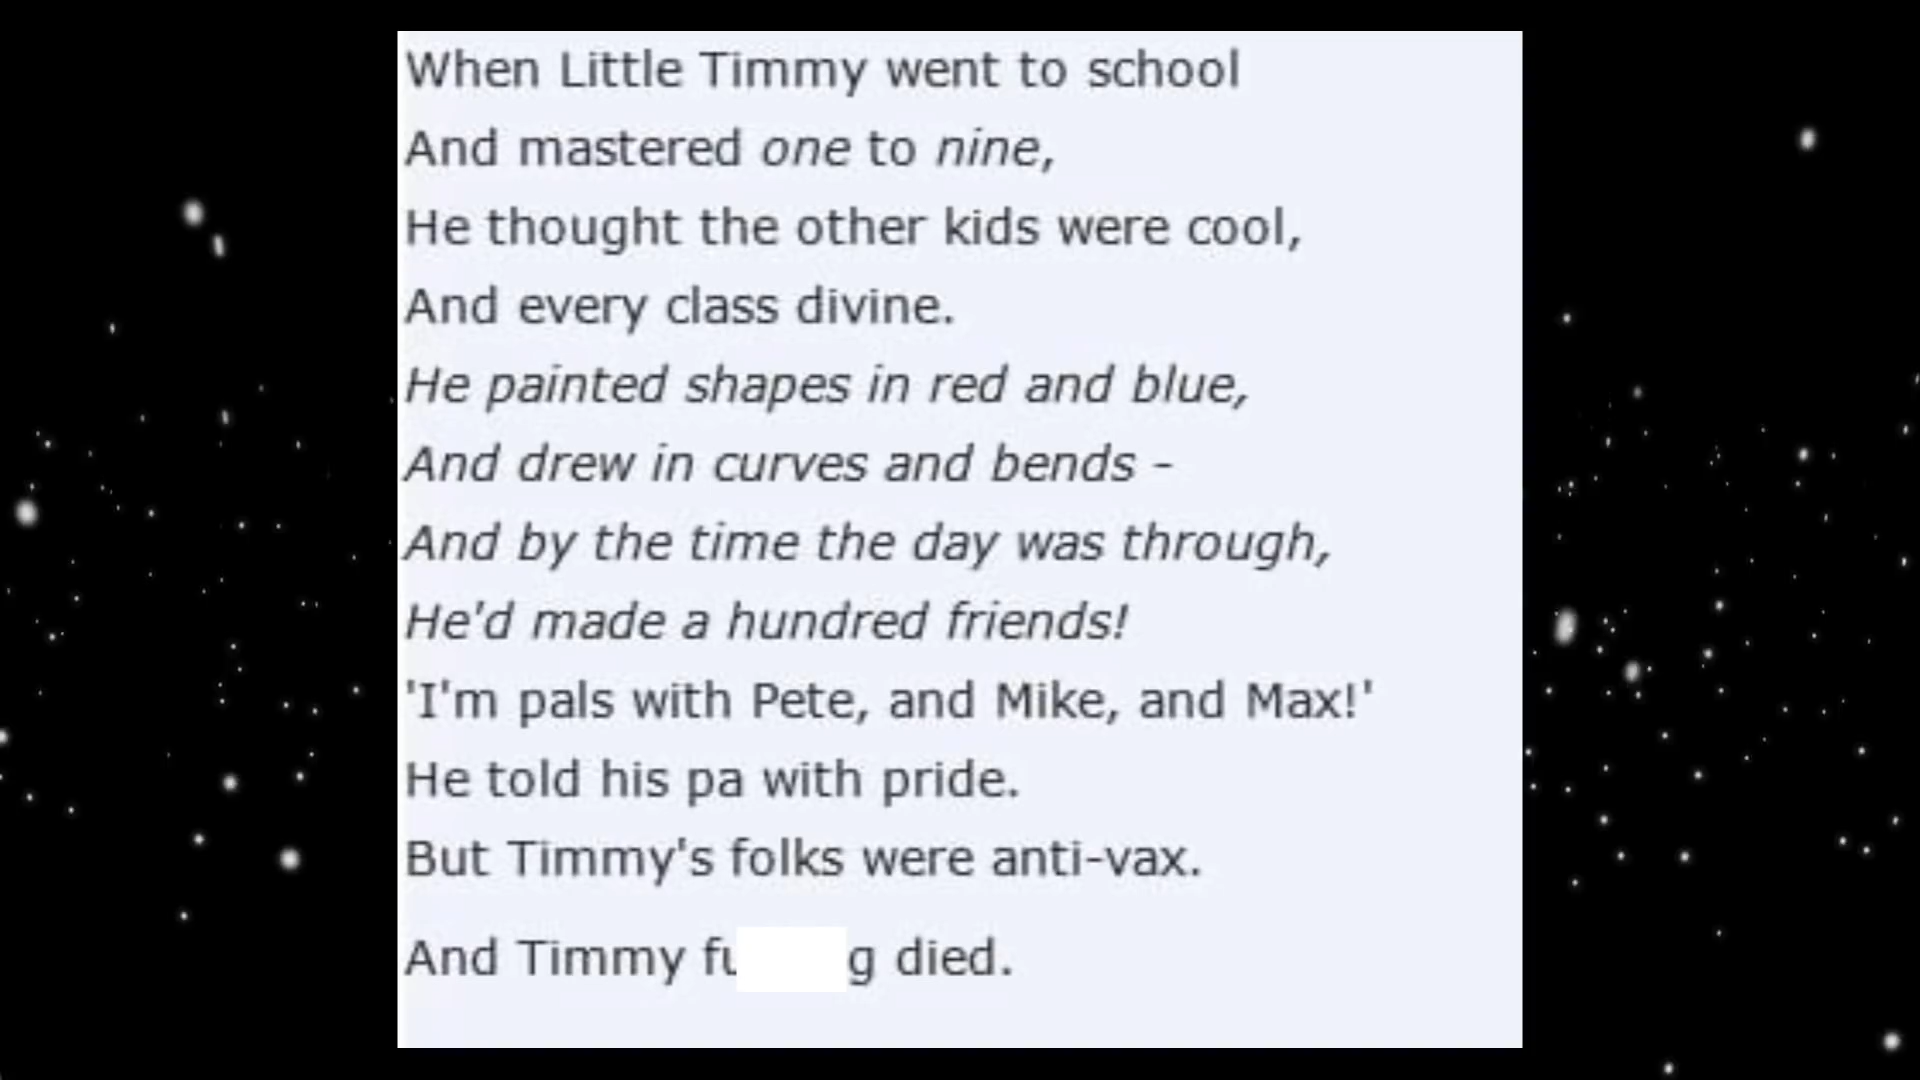 When Little Timmy went to school
And mastered one to nine,
He thought the other kids were cool,
And every class divine.
He painted shapes in red and blue,
And drew in curves and bends -
And by the time the day was through,
He'd made a hundred friends!
'I'm pals with Pete, and Mike, and Max!'
He told his pa with pride.
But Timmy's folks were anti-vax.
And Timmy fu g died.